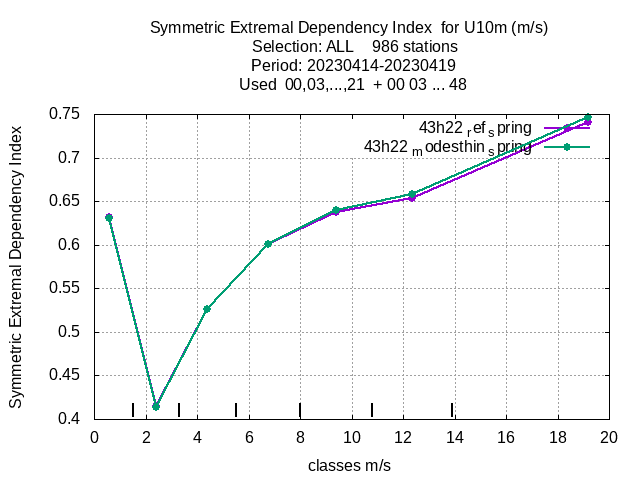 Symmetric Extremal Dependency Index  for U10m (m/s)
Selection: ALL    986 stations
Period: 20230414-20230419
Used  00,03,...,21  + 00 03 ... 48
Symmetric Extremal Dependency Index
0.75
0.7
0.65
0.6
0.55
0.5
0.45
0.4
43h22 ref spring
43h22 modesthin spring
0 2 4 6 8 10 12 14 16 18 20
classes m/s